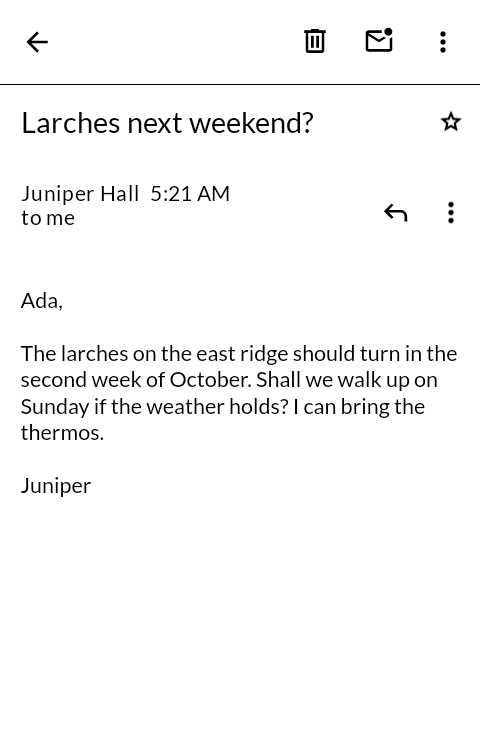 Larches next weekend?
Juniper Hall 5:21 AM
to me
Ada,
The larches on the east ridge should turn in the
second week of October. Shall we walk up on
Sunday if the weather holds? I can bring the
thermos.
Juniper